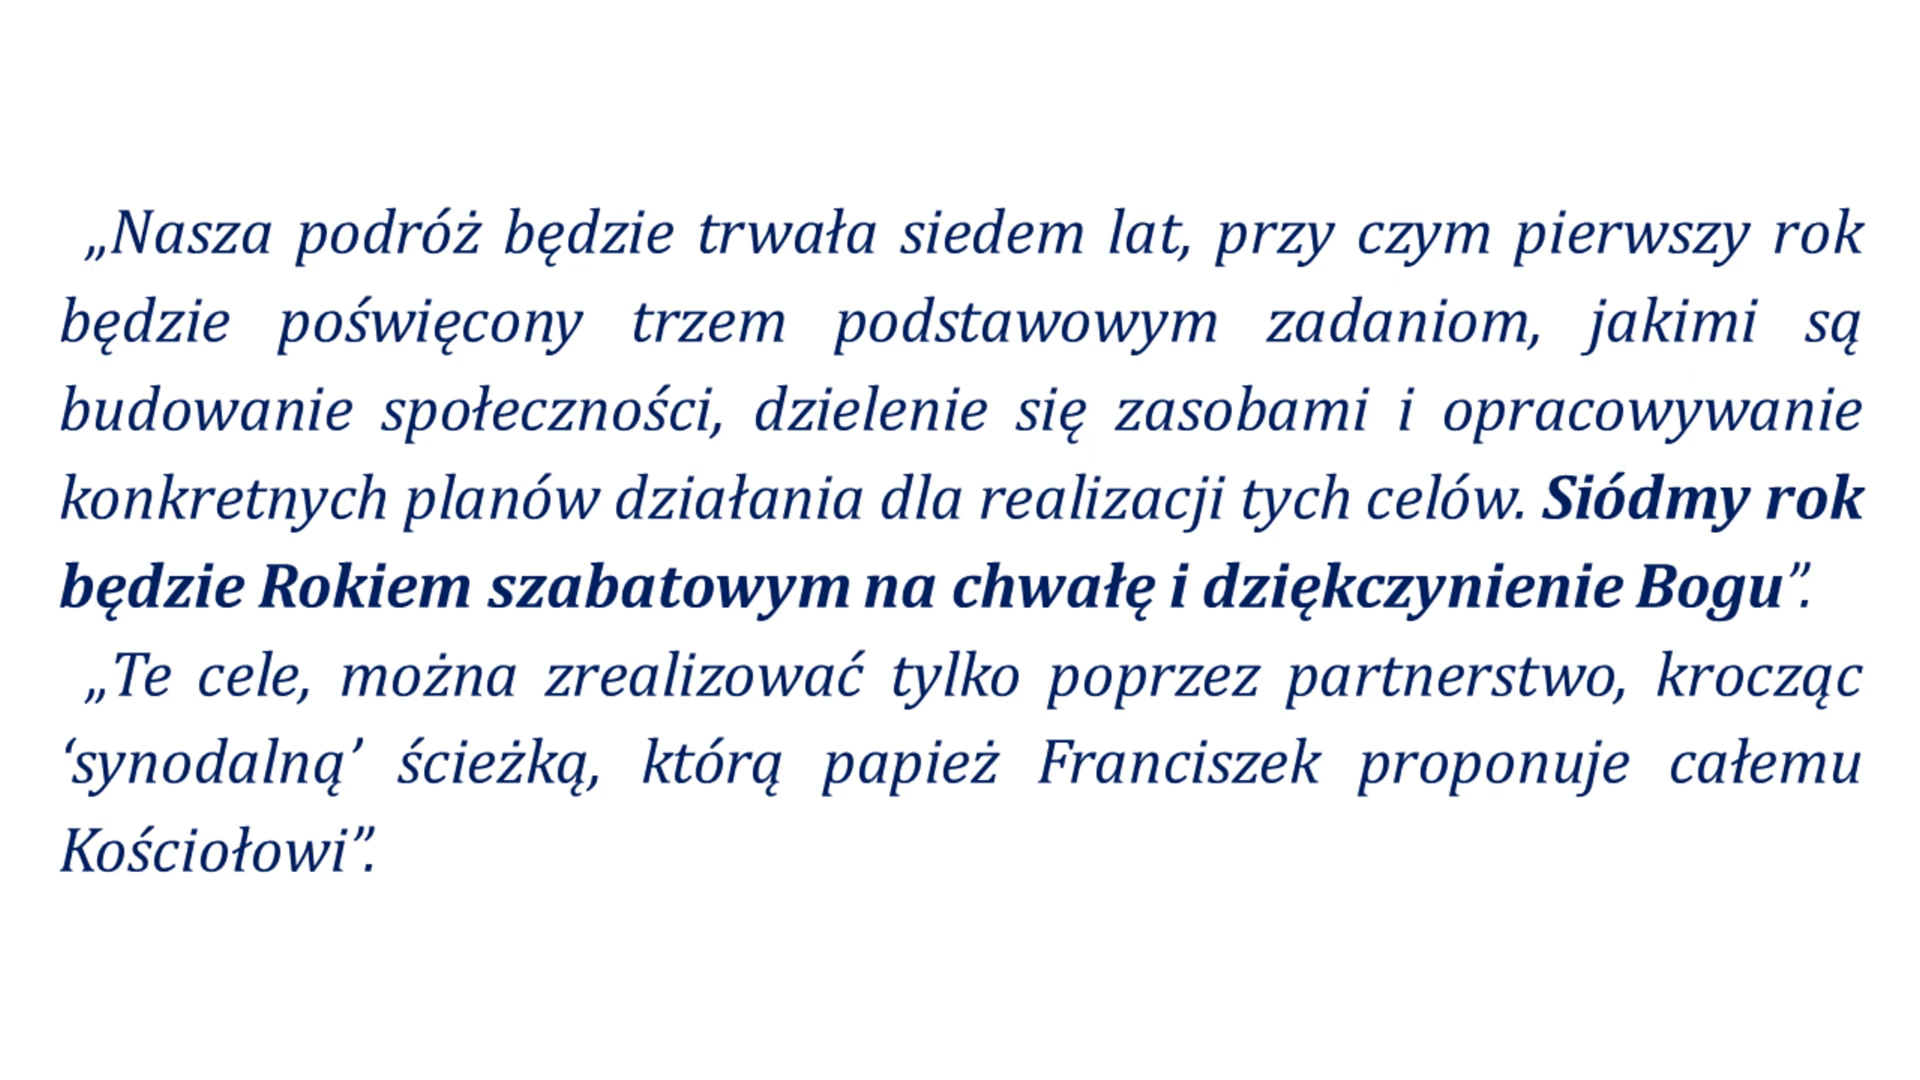 „Nasza podróż będzie trwała siedem lat, przy czym pierwszy rok
będzie poświęcony trzem podstawowym zadaniom, jakimi są
budowanie społeczności, dzielenie się zasobami i opracowywanie
konkretnych planów działania dla realizacji tych celów. Siódmy rok
będzie Rokiem szabatowym na chwałę i dziękczynienie Bogu”.
„Te cele, można zrealizować tylko poprzez partnerstwo, krocząc
‘synodalną’ ścieżką, którą papież Franciszek proponuje całemu
Kościołowi”.